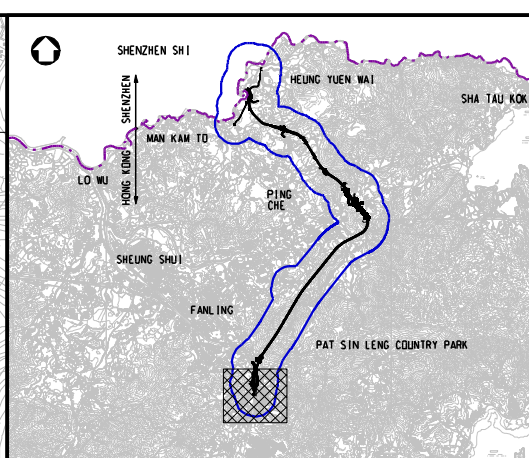 SHENZHEN SHI
HEUNG YUEN WAI
SHA TAU KOK
SHENZHEN
HONG KONG
MAN KAM TO
LO WU
PING
CHE
SHEUNG SHUI
FANLING
PAT SIN LENG COUNTRY PARK